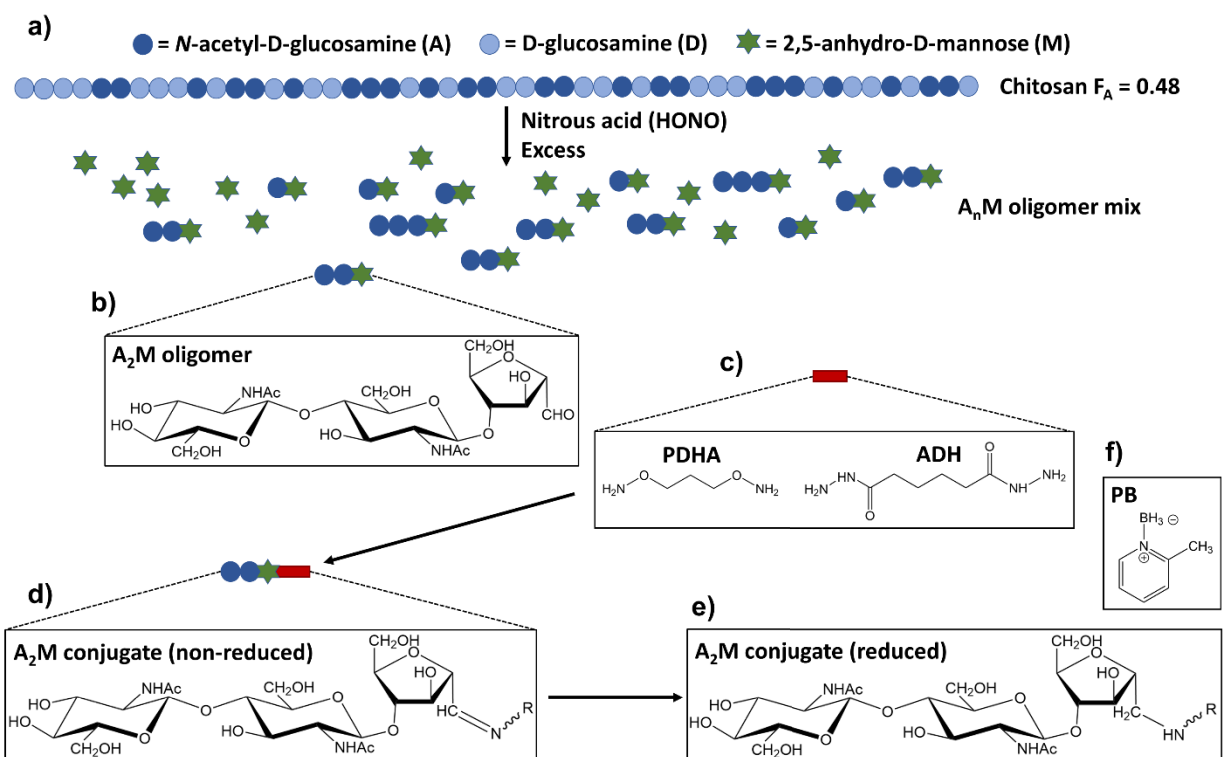 a)
= N-acetyl-D-glucosamine (A) = D-glucosamine (D) = 2,5-anhydro-D-mannose (M)
Chitosan FA = 0.48
Nitrous acid (HONO)
Excess
AnM oligomer mix
b)
A2M oligomer
CH2OH
O
HO
NHAc
HO
O
CH2OH
O
CHO
HO
O
HO
O
CH2OH
NHAc
c)
PDHA
H2N
O
O
NH2
ADH
H2N
HN
O
O
NH
NH2
f)
PB
BH3 ⊖
N
+
CH3
d)
A2M conjugate (non-reduced)
CH2OH
O
HO
HC
R
N
NHAc
HO
O
CH2OH
O
HO
O
HO
O
CH2OH
NHAc
e)
A2M conjugate (reduced)
CH2OH
O
HO
H2C
R
HN
NHAc
HO
O
CH2OH
O
HO
O
HO
O
CH2OH
NHAc